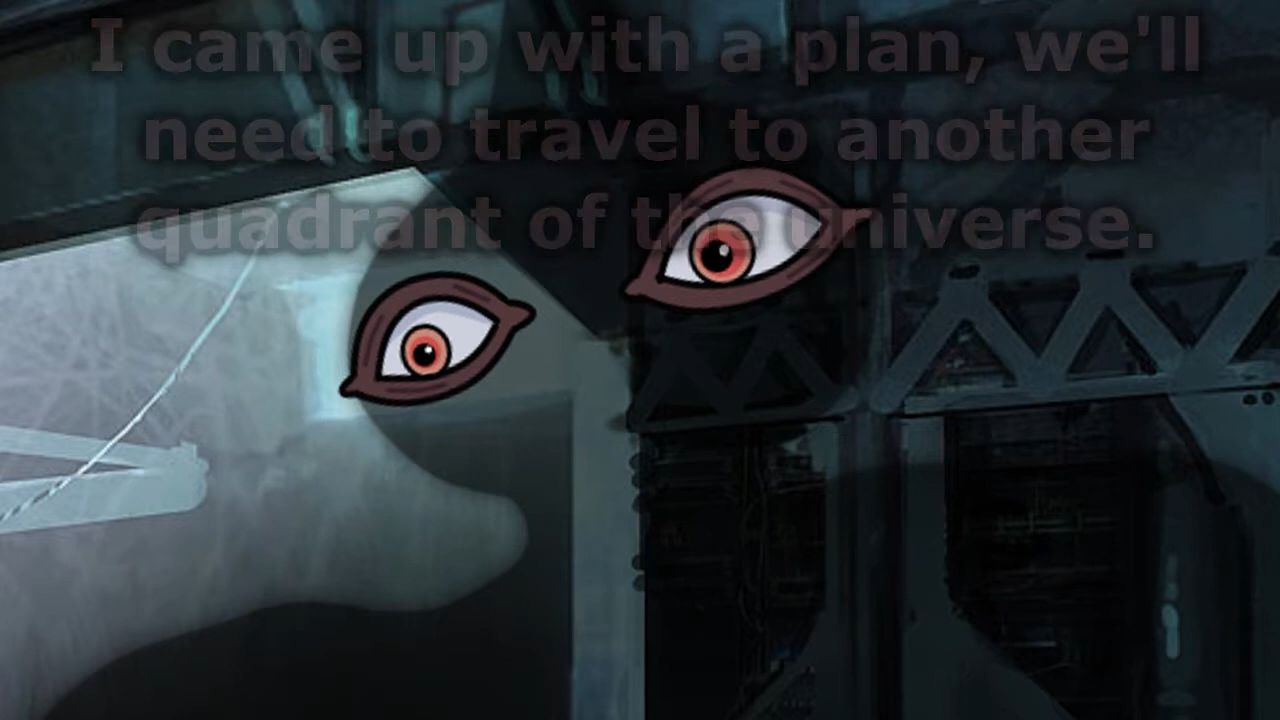 I came up with a plan, we'll
need to travel to another
quadrant of the universe.